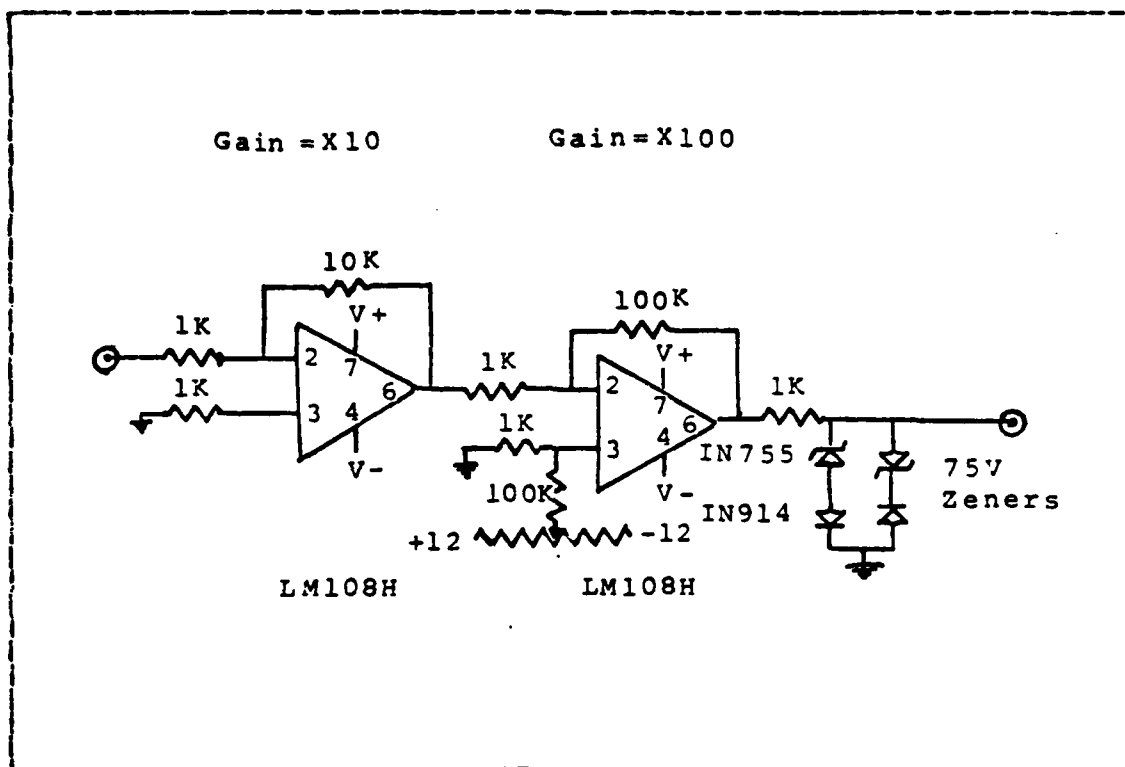 Gain =X10
Gain=X100
10K
V+
1K
2
7
6
1K
3
4
V-
100K
V+
1K
2
7
6
1K
1K
3
4
V-
100K
IN755
IN914
75V
Zeners
+12
-12
LM108H
LM108H